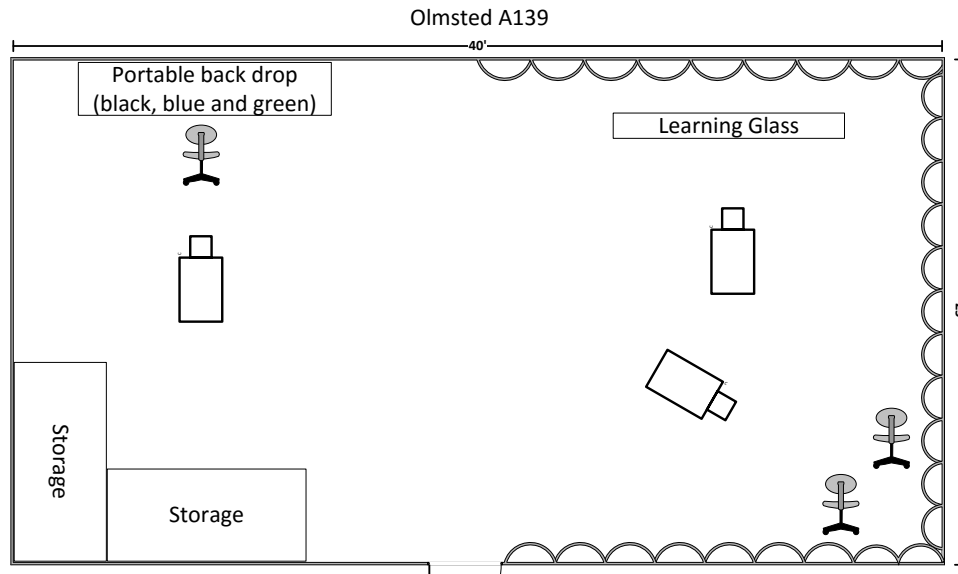 Olmsted A139
40'
Portable back drop
(black, blue and green)
Learning Glass
Storage
Storage